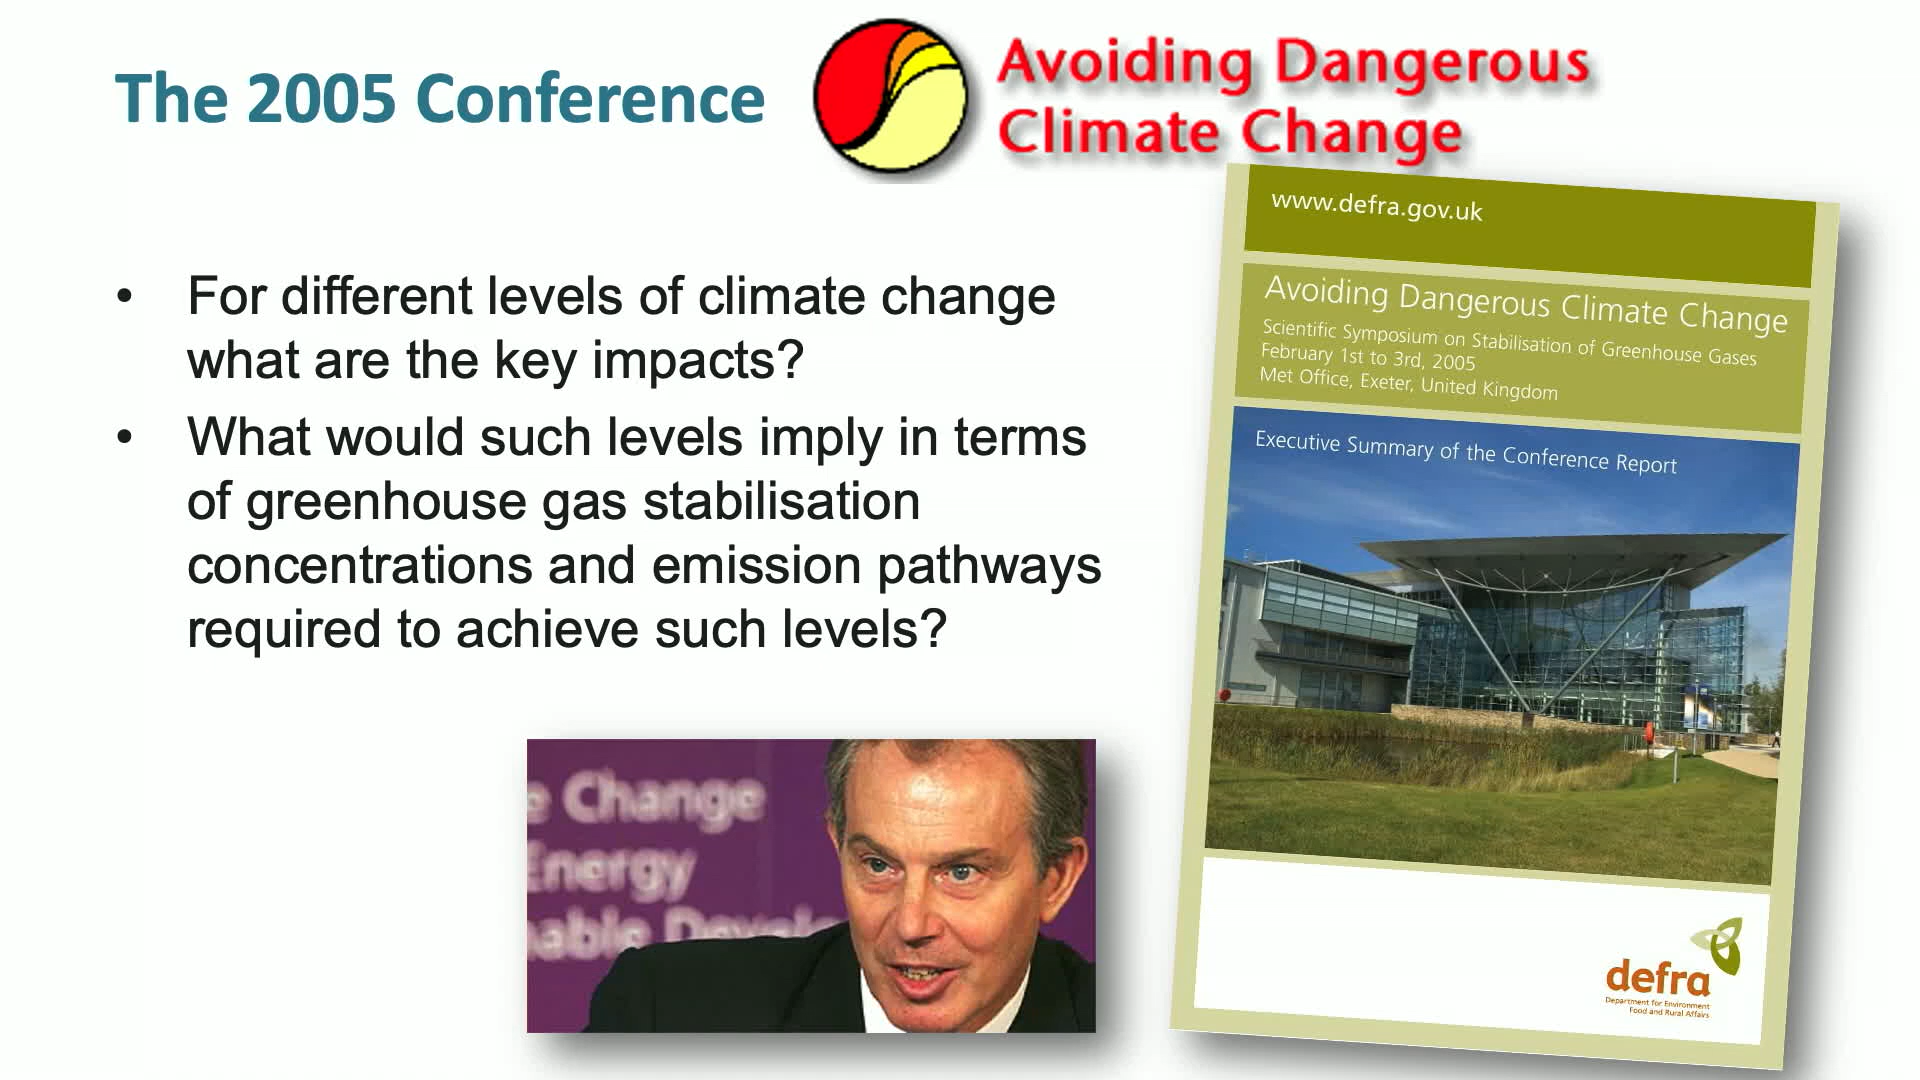 The 2005 Conference
Avoiding Dangerous
Climate Change
• For different levels of climate change
what are the key impacts?
• What would such levels imply in terms
of greenhouse gas stabilisation
concentrations and emission pathways
required to achieve such levels?
www.defra.gov.uk
Avoiding Dangerous Climate Change
Scientific Symposium on Stabilisation of Greenhouse Gases
February 1st to 3rd, 2005
Met Office, Exeter, United Kingdom
Executive Summary of the Conference Report
defra
Department for Environment
Food and Rural Affairs
e Change
Energy
nable Develo